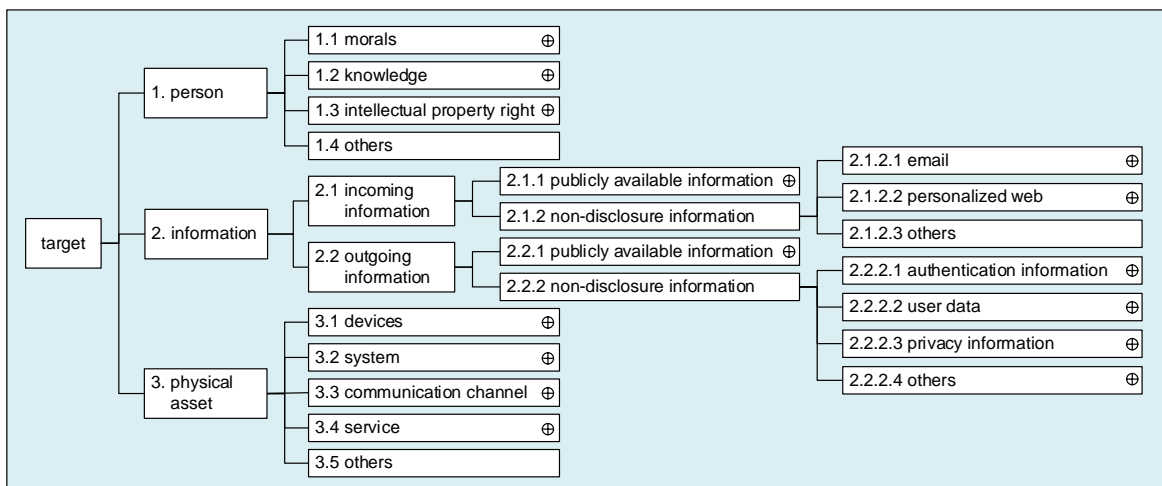 target
1. person
1.1 morals ⊕
1.2 knowledge ⊕
1.3 intellectual property right ⊕
1.4 others
2. information
2.1 incoming
information
2.1.1 publicly available information ⊕
2.1.2 non-disclosure information
2.1.2.1 email ⊕
2.1.2.2 personalized web ⊕
2.1.2.3 others
2.2 outgoing
information
2.2.1 publicly available information ⊕
2.2.2 non-disclosure information
2.2.2.1 authentication information ⊕
2.2.2.2 user data ⊕
2.2.2.3 privacy information ⊕
2.2.2.4 others ⊕
3. physical
asset
3.1 devices ⊕
3.2 system ⊕
3.3 communication channel ⊕
3.4 service ⊕
3.5 others